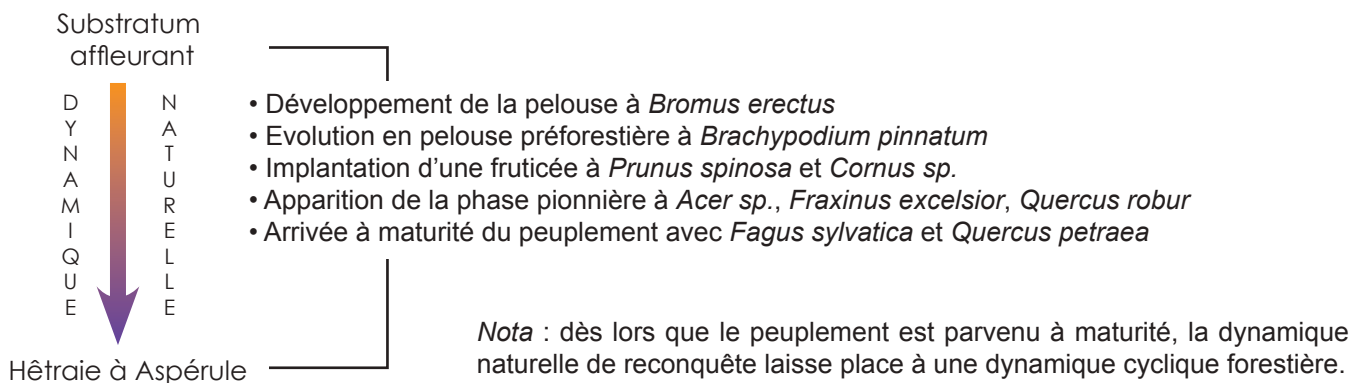 Substratum
affleurant
DYNAMIQUE
NATURELLE
• Développement de la pelouse à Bromus erectus
• Evolution en pelouse préforestière à Brachypodium pinnatum
• Implantation d'une fruticée à Prunus spinosa et Cornus sp.
• Apparition de la phase pionnière à Acer sp., Fraxinus excelsior, Quercus robur
• Arrivée à maturité du peuplement avec Fagus sylvatica et Quercus petraea
Nota : dès lors que le peuplement est parvenu à maturité, la dynamique
naturelle de reconquête laisse place à une dynamique cyclique forestière.
Hêtraie à Aspérule